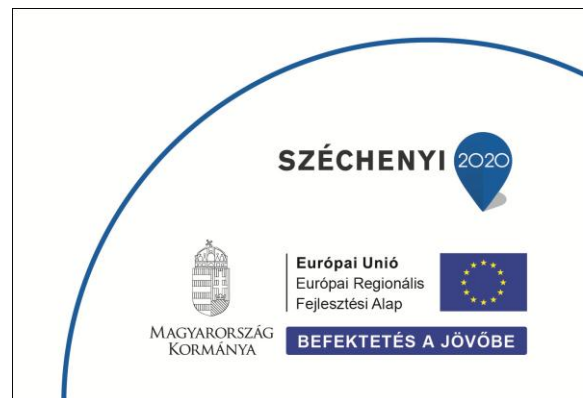 SZÉCHENYI 2020
Európai Unió
Európai Regionális
Fejlesztési Alap
MAGYARORSZÁG
KORMÁNYA
BEFEKTETÉS A JÖVŐBE